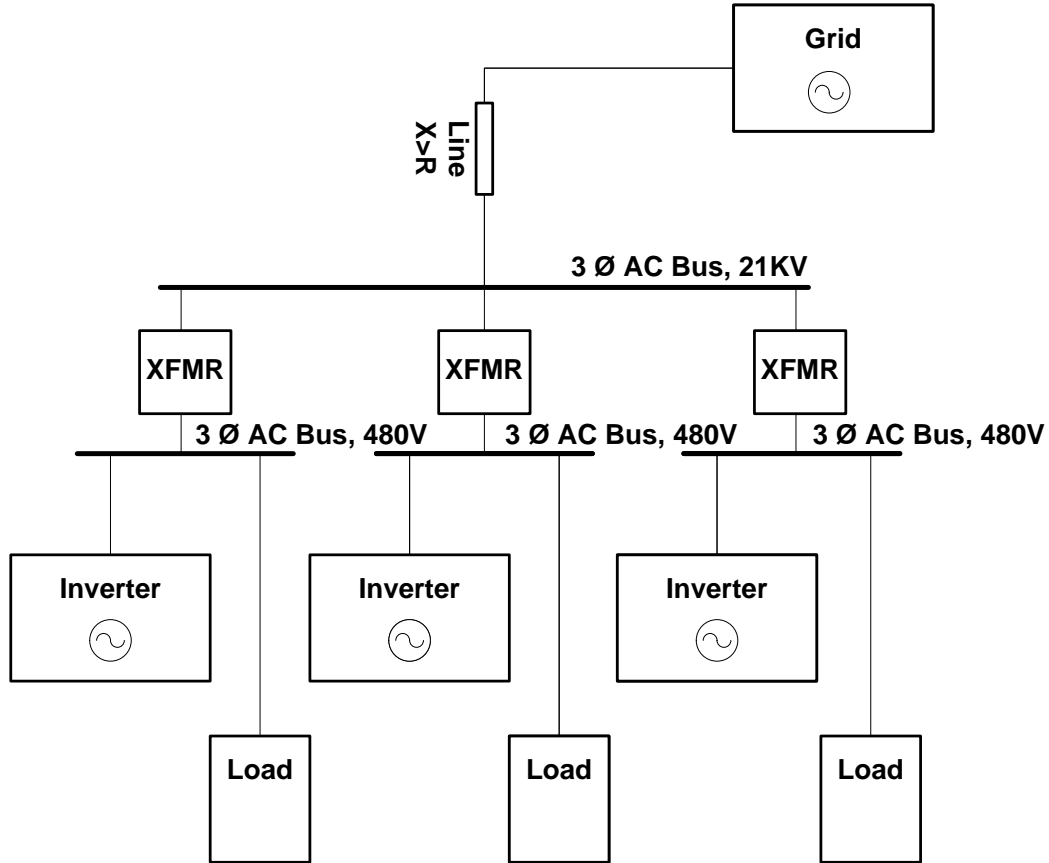 Grid
Line
X>R
3 Ø AC Bus, 21KV
XFMR
XFMR
XFMR
3 Ø AC Bus, 480V
3 Ø AC Bus, 480V
3 Ø AC Bus, 480V
Inverter
Inverter
Inverter
Load
Load
Load